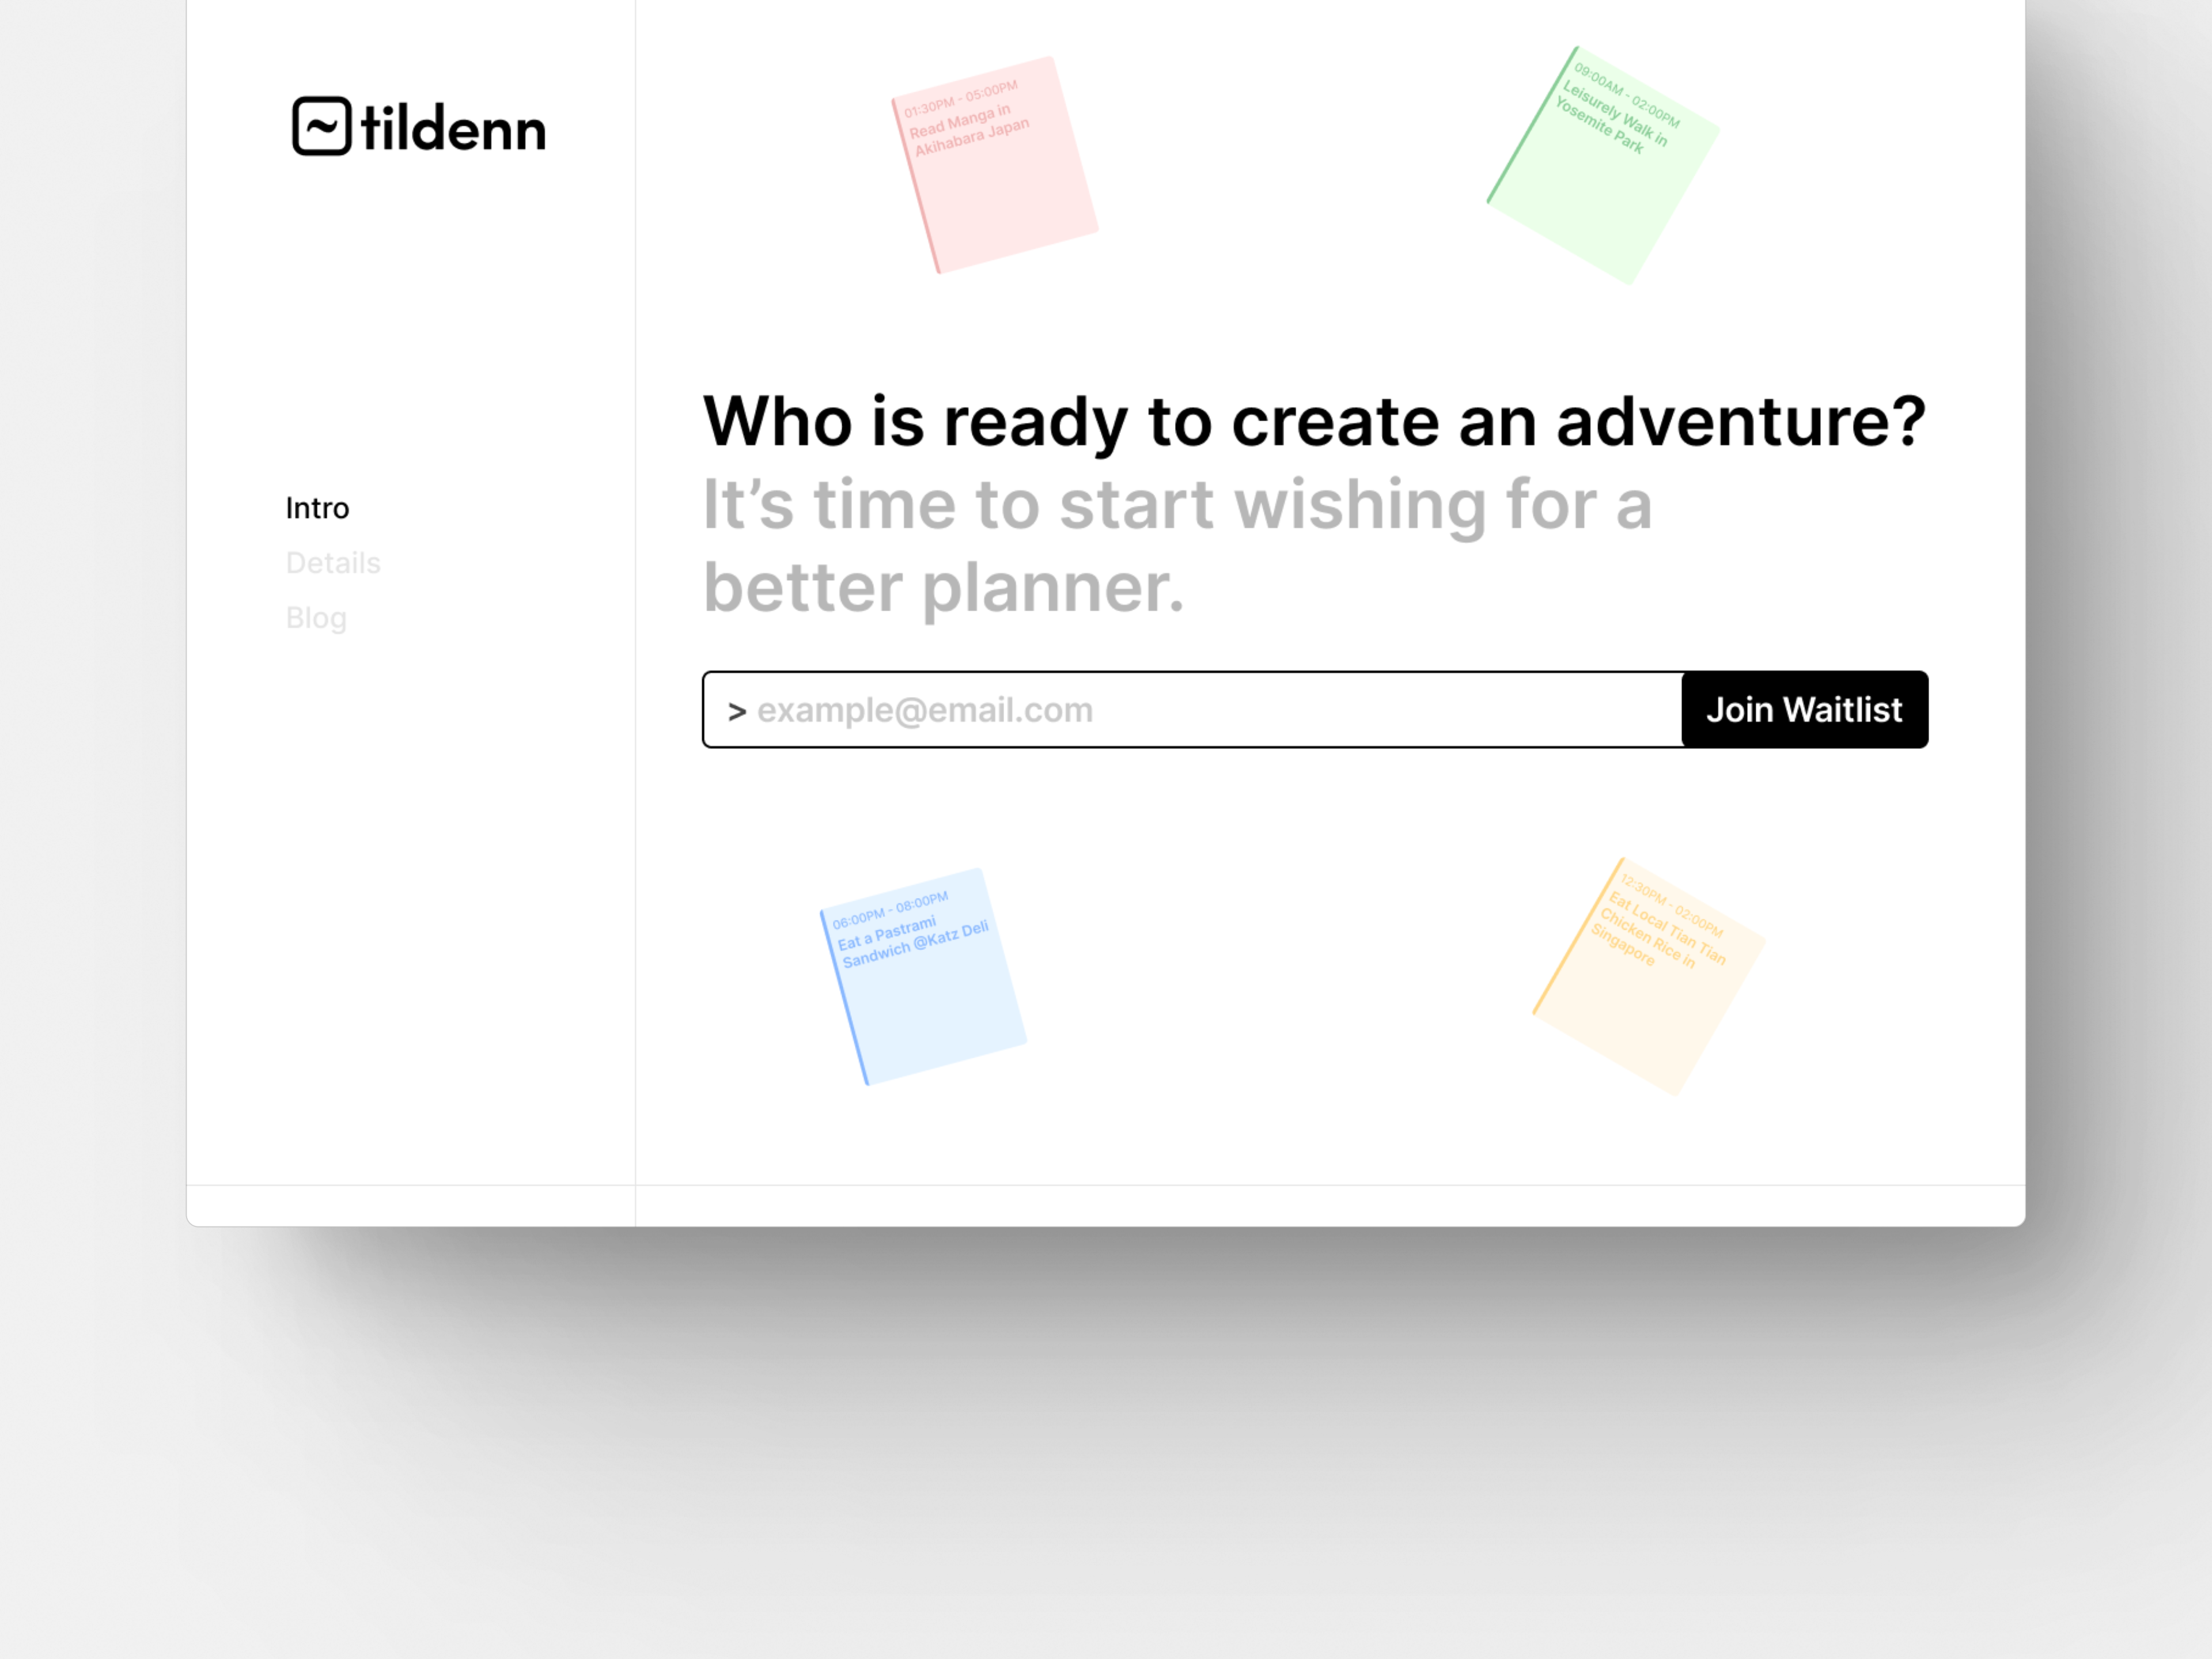 ~ tildenn
Intro
Details
Blog
01:30PM - 05:00PM
Read Manga in
Akihabara Japan
09:00AM - 02:00PM
Leisurely Walk in
Yosemite Park
Who is ready to create an adventure?
It’s time to start wishing for a
better planner.
> example@email.com
Join Waitlist
06:00PM - 08:00PM
Eat a Pastrami
Sandwich @Katz Deli
12:30PM - 02:00PM
Eat Local Tian Tian
Chicken Rice in
Singapore